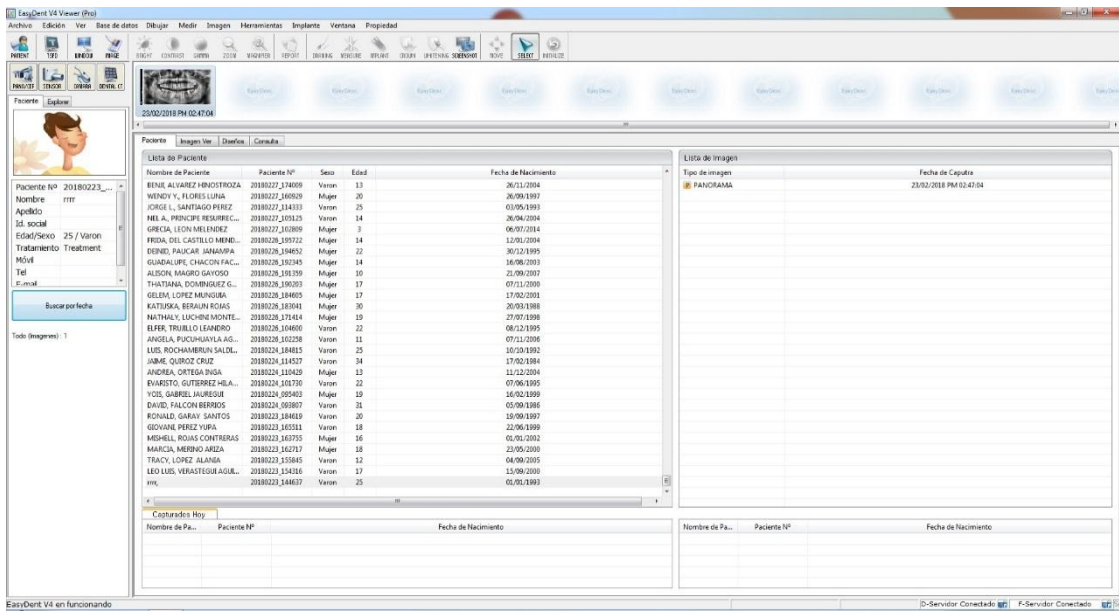 EasyDent V4 Viewer (Pro)
Archivo Edición Ver Base de datos Dibujar Medir Imagen Herramientas Implante Ventana Propiedad
PATIENT TSFD WINDOW IMAGE BRIGHT CONTRAST GAMMA ZOOM MAGNIFIER REPORT DRAWING MEASURE IMPLANT CROWN WHITENING SCREENSHOT MOVE SELECT INITIALIZE
PANO/CEF SENSOR CAMARA DENTAL CT
Paciente Explorar
23/02/2018 PM 02:47:04
Paciente Nº 20180223_...
Nombre rrrr
Apelido
Id. social
Edad/Sexo 25 / Varon
Tratamiento Treatment
Móvil
Tel
E-mail
Buscar por fecha
Todo (Imagenes) : 1
Paciente Imagen Ver Diseños Consulta
Lista de Paciente
Nombre de Paciente Paciente Nº Sexo Edad Fecha de Nacimiento
BENJI, ALVAREZ HINOSTROZA 20180227_174009 Varon 13 26/11/2004
WENDY Y., FLORES LUNA 20180227_160929 Mujer 20 26/09/1997
JORGE L., SANTIAGO PEREZ 20180227_114333 Varon 25 03/05/1993
NEIL A., PRINCIPE RESURREC... 20180227_105125 Varon 14 26/04/2004
GRECIA, LEON MELENDEZ 20180227_102809 Mujer 3 06/07/2014
FRIDA, DEL CASTILLO MEND... 20180226_195722 Mujer 14 12/01/2004
DEINID, PAUCAR JANAMPA 20180226_194652 Mujer 22 30/12/1995
GUADALUPE, CHACON FAC... 20180226_192345 Mujer 14 16/08/2003
ALISON, MAGRO GAYOSO 20180226_191359 Mujer 10 21/09/2007
THATIANA, DOMINGUEZ G... 20180226_190203 Mujer 17 07/11/2000
GELEM, LOPEZ MUNGUIA 20180226_184605 Mujer 17 17/02/2001
KATIUSKA, BERAUN ROJAS 20180226_183041 Mujer 30 20/03/1988
NATHALY, LUCHINI MONTE... 20180226_171414 Mujer 19 27/07/1998
ELFER, TRUJILLO LEANDRO 20180226_104600 Varon 22 08/12/1995
ANGELA, PUCUHUAYLA AG... 20180226_102258 Varon 11 07/11/2006
LUIS, ROCHAMBRUN SALDI... 20180224_184815 Varon 25 10/10/1992
JAIME, QUIROZ CRUZ 20180224_114527 Varon 34 17/02/1984
ANDREA, ORTEGA INGA 20180224_110429 Mujer 13 11/12/2004
EVARISTO, GUTIERREZ HILA... 20180224_101730 Varon 22 07/06/1995
YOIS, GABRIEL JAUREGUI 20180224_095403 Mujer 19 16/02/1999
DAVID, FALCON BERRIOS 20180224_093807 Varon 31 05/09/1986
RONALD, GARAY SANTOS 20180223_184619 Varon 20 19/09/1997
GIOVANI, PEREZ YUPA 20180223_165511 Varon 18 22/06/1999
MISHELL, ROJAS CONTRERAS 20180223_163755 Mujer 16 01/01/2002
MARCIA, MERINO ARIZA 20180223_162717 Mujer 18 23/05/2000
TRACY, LOPEZ ALANIA 20180223_155845 Varon 12 04/09/2005
LEO LUIS, VERASTEGUI AGUI... 20180223_154316 Varon 17 15/09/2000
rrrr, 20180223_144637 Varon 25 01/01/1993
Lista de Imagen
Tipo de imagen Fecha de Caputra
PANORAMA 23/02/2018 PM 02:47:04
Capturados Hoy
Nombre de Pa... Paciente Nº Fecha de Nacimiento
Nombre de Pa... Paciente Nº Fecha de Nacimiento
EasyDent V4 en funcionando
D-Servidor Conectado F-Servidor Conectado